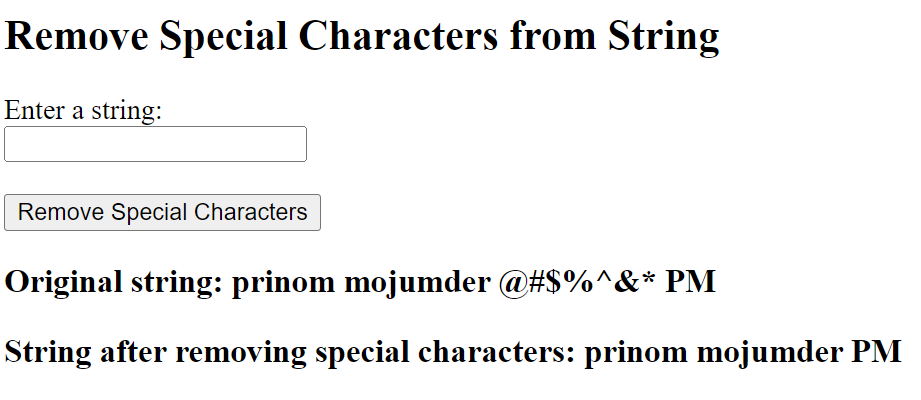 Remove Special Characters from String
Enter a string:
Remove Special Characters
Original string: prinom mojumder @#$%^&* PM
String after removing special characters: prinom mojumder PM